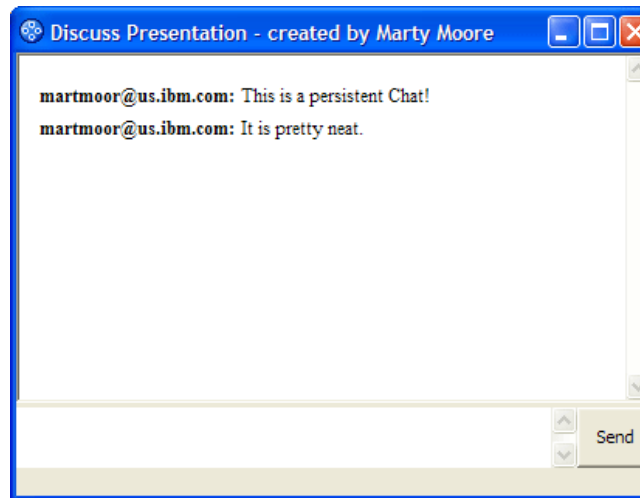 Discuss Presentation - created by Marty Moore
martmoor@us.ibm.com: This is a persistent Chat!
martmoor@us.ibm.com: It is pretty neat.
Send